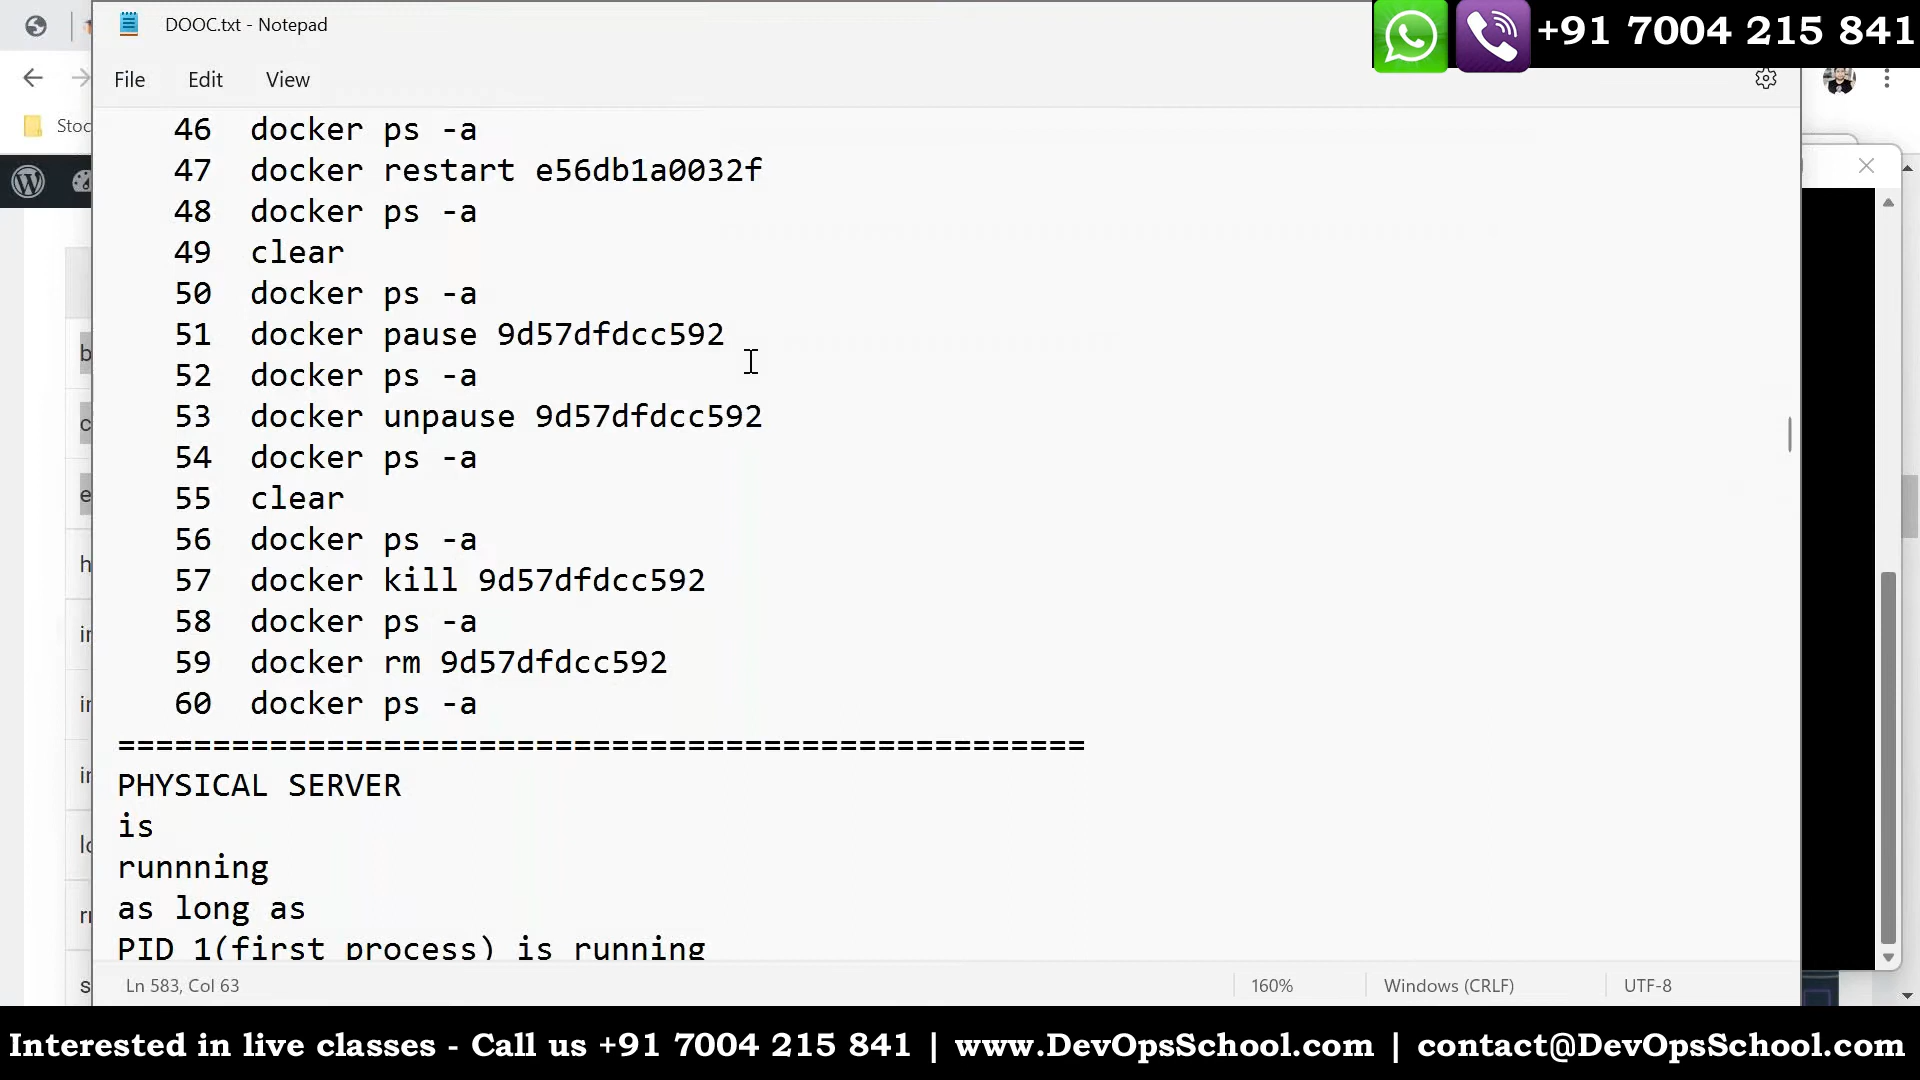 DOOC.txt - Notepad
+91 7004 215 841
File Edit View
Stoc
46 docker ps -a
47 docker restart e56db1a0032f
48 docker ps -a
49 clear
50 docker ps -a
51 docker pause 9d57dfdcc592
52 docker ps -a
53 docker unpause 9d57dfdcc592
54 docker ps -a
55 clear
56 docker ps -a
57 docker kill 9d57dfdcc592
58 docker ps -a
59 docker rm 9d57dfdcc592
60 docker ps -a
===================================================
PHYSICAL SERVER
is
runnning
as long as
PID 1(first process) is running
Ln 583, Col 63 160% Windows (CRLF) UTF-8
Interested in live classes - Call us +91 7004 215 841 | www.DevOpsSchool.com | contact@DevOpsSchool.com